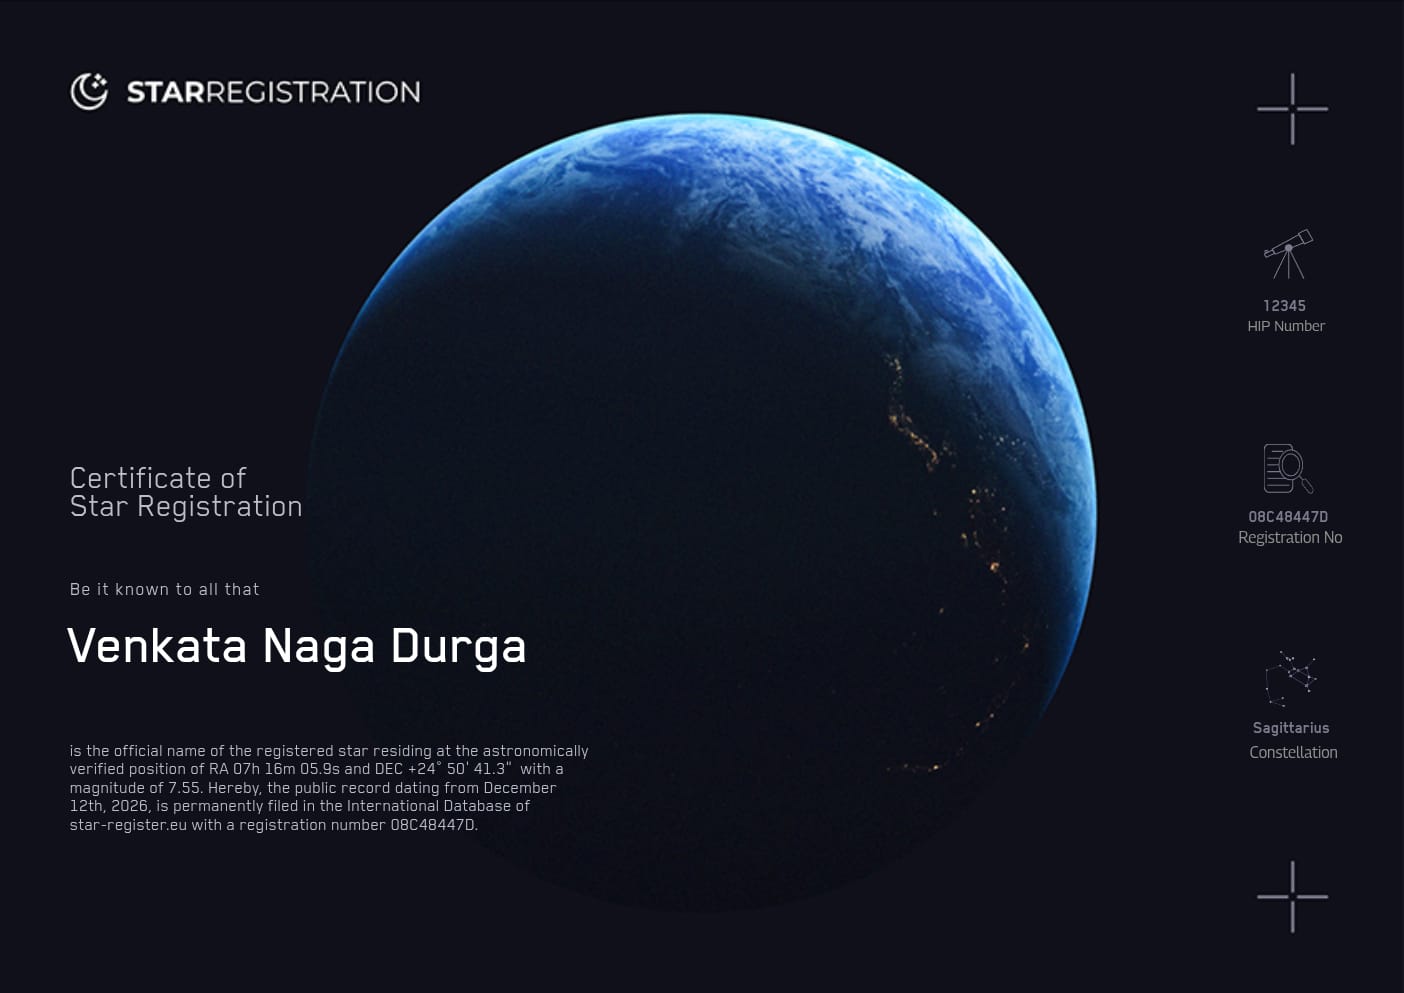 STARREGISTRATION
Certificate of
Star Registration
Be it known to all that
Venkata Naga Durga
is the official name of the registered star residing at the astronomically
verified position of RA 07h 16m 05.9s and DEC +24° 50' 41.3"  with a
magnitude of 7.55. Hereby, the public record dating from December
12th, 2026, is permanently filed in the International Database of
star-register.eu with a registration number 08C48447D.
12345
HIP Number
08C48447D
Registration No
Sagittarius
Constellation